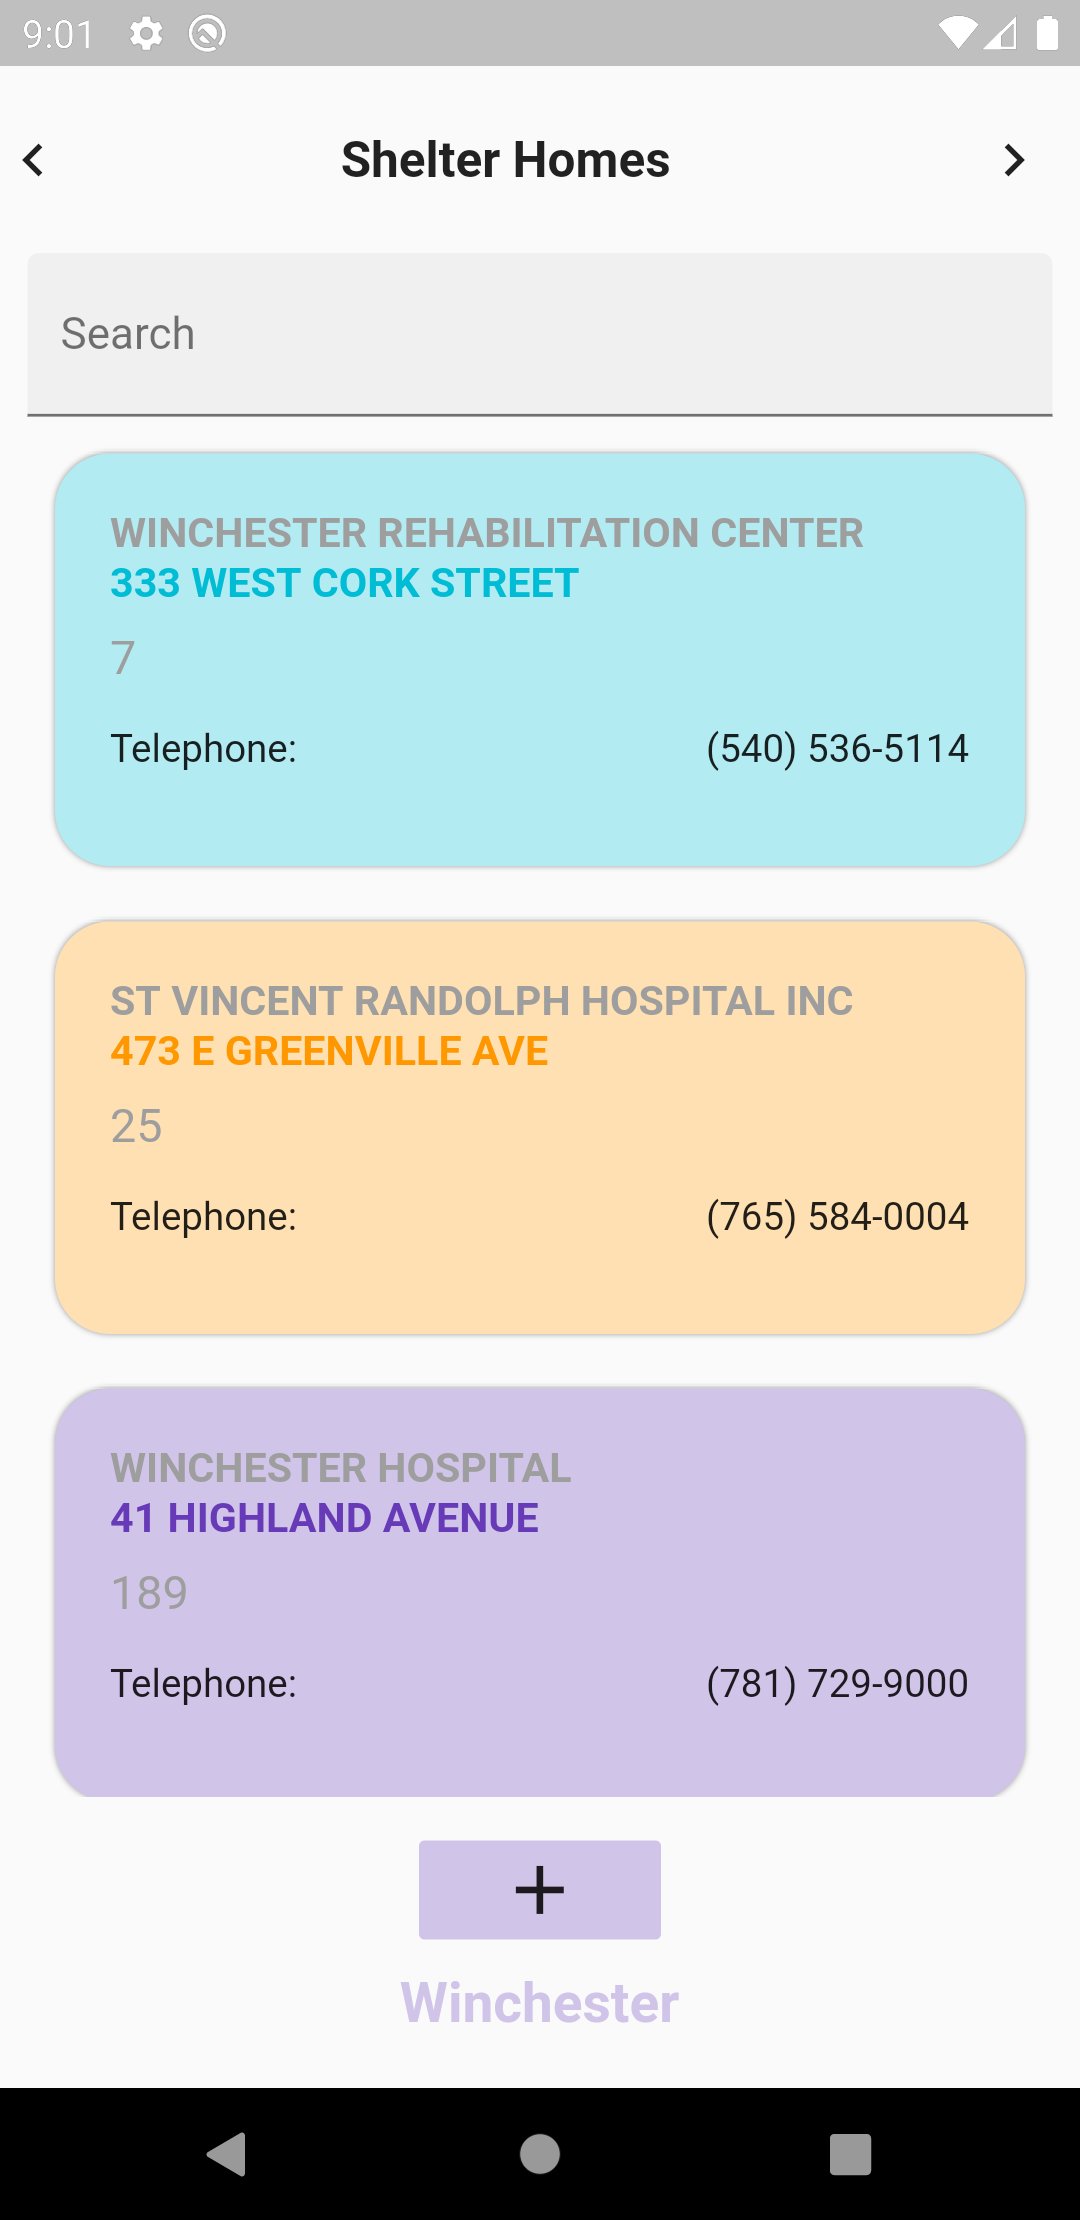 9:01
Shelter Homes
Search
WINCHESTER REHABILITATION CENTER
333 WEST CORK STREET
7
Telephone: (540) 536-5114
ST VINCENT RANDOLPH HOSPITAL INC
473 E GREENVILLE AVE
25
Telephone: (765) 584-0004
WINCHESTER HOSPITAL
41 HIGHLAND AVENUE
189
Telephone: (781) 729-9000
Winchester